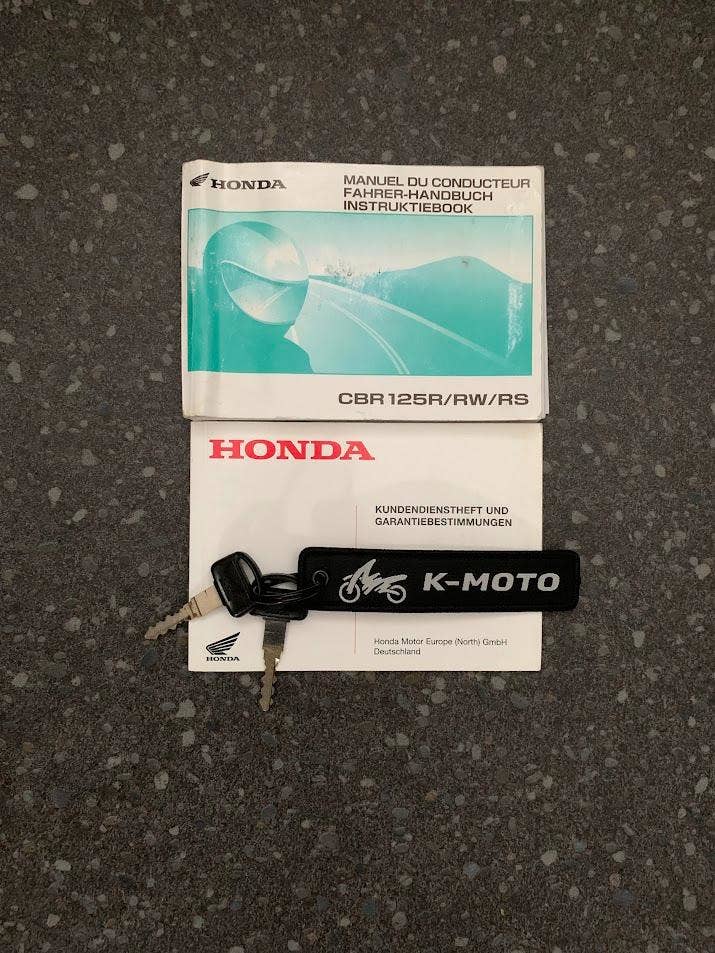 HONDA
MANUEL DU CONDUCTEUR
FAHRER-HANDBUCH
INSTRUKTIEBOOK
CBR 125R/RW/RS
HONDA
KUNDENDIENSTHEFT UND
GARANTIEBESTIMMUNGEN
K-MOTO
HONDA
Honda Motor Europe (North) GmbH
Deutschland